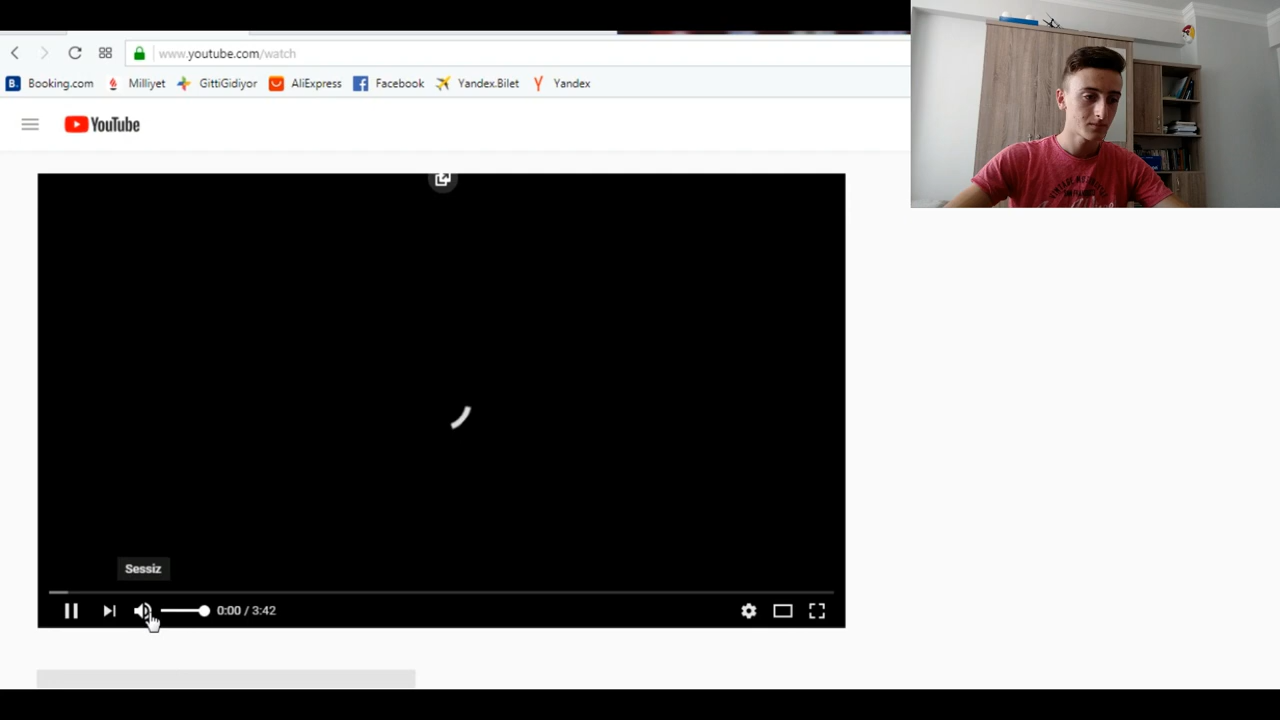 www.youtube.com/watch
B. Booking.com Milliyet GittiGidiyor AliExpress Facebook Yandex.Bilet Y Yandex
YouTube
Sessiz
0:00 / 3:42